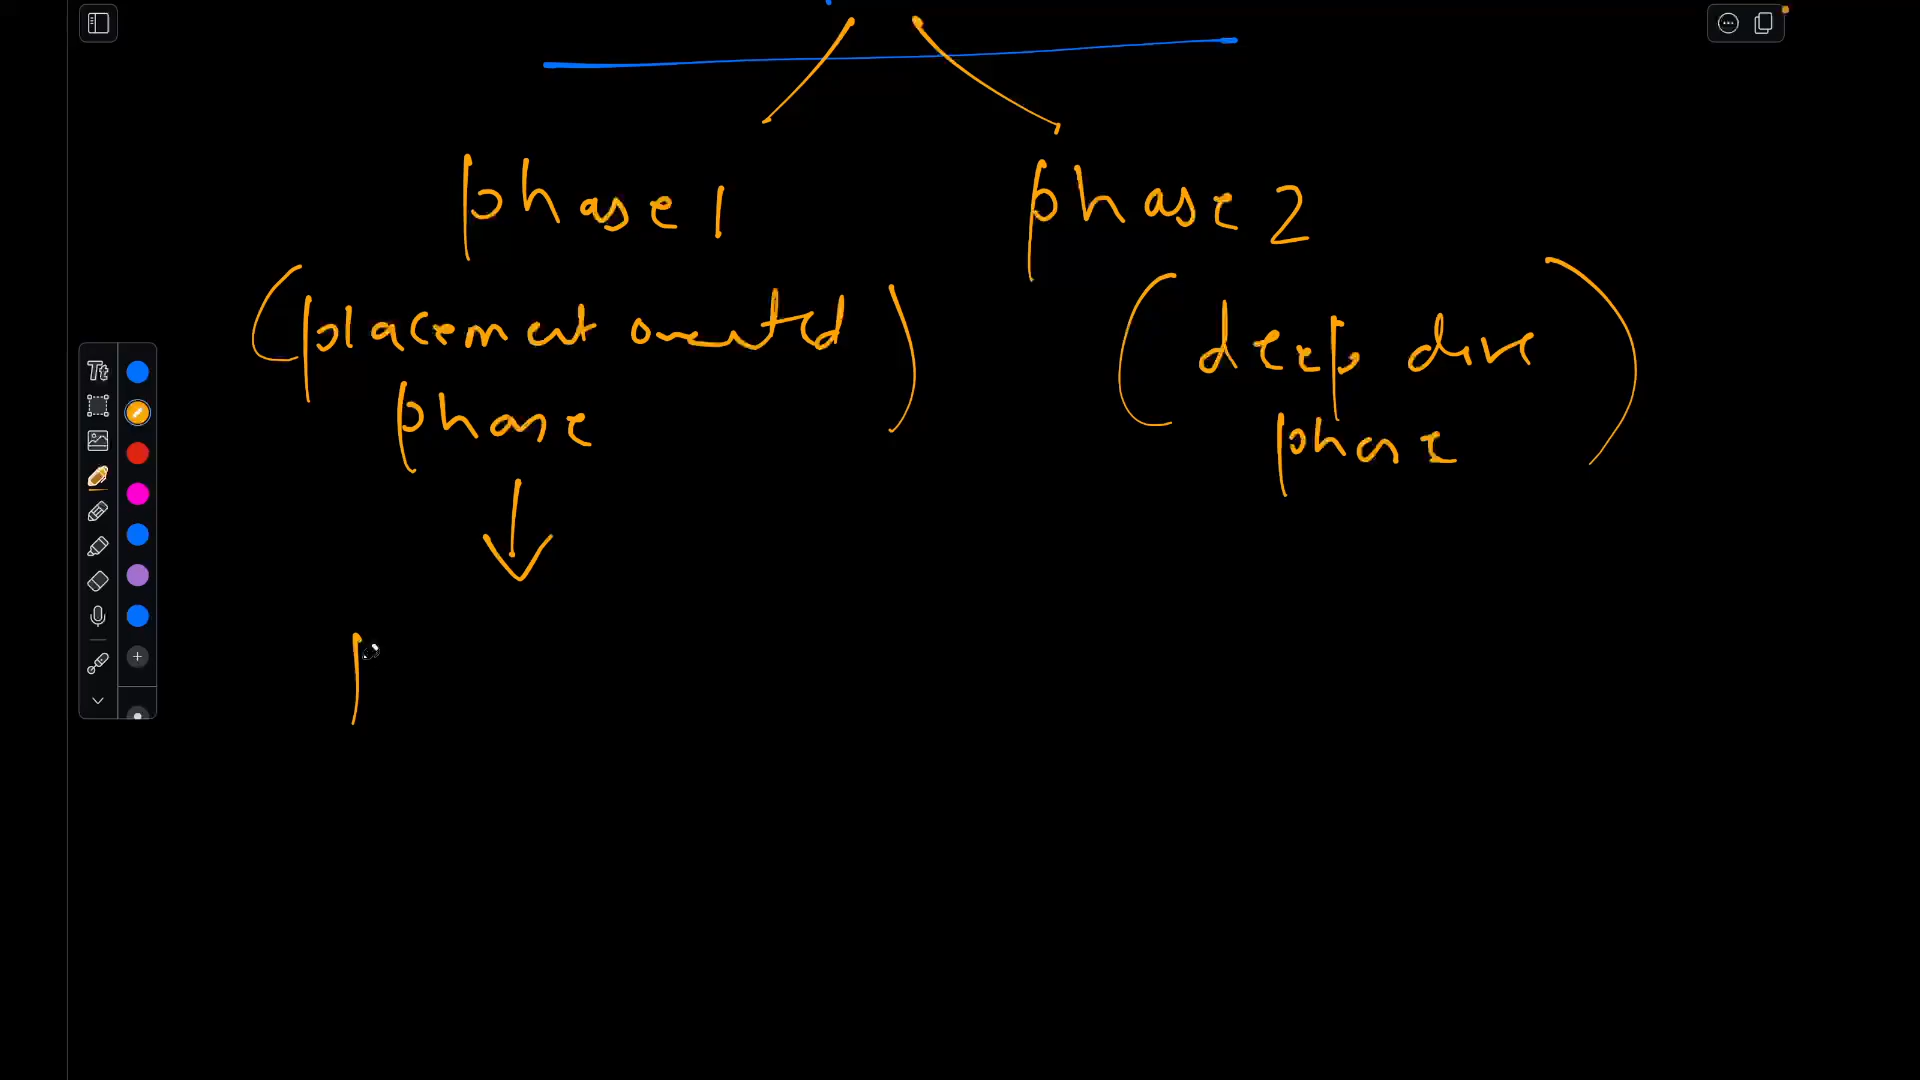 phase 1
phase 2
(placement oriented
phase)
(deep dive
phase)
p